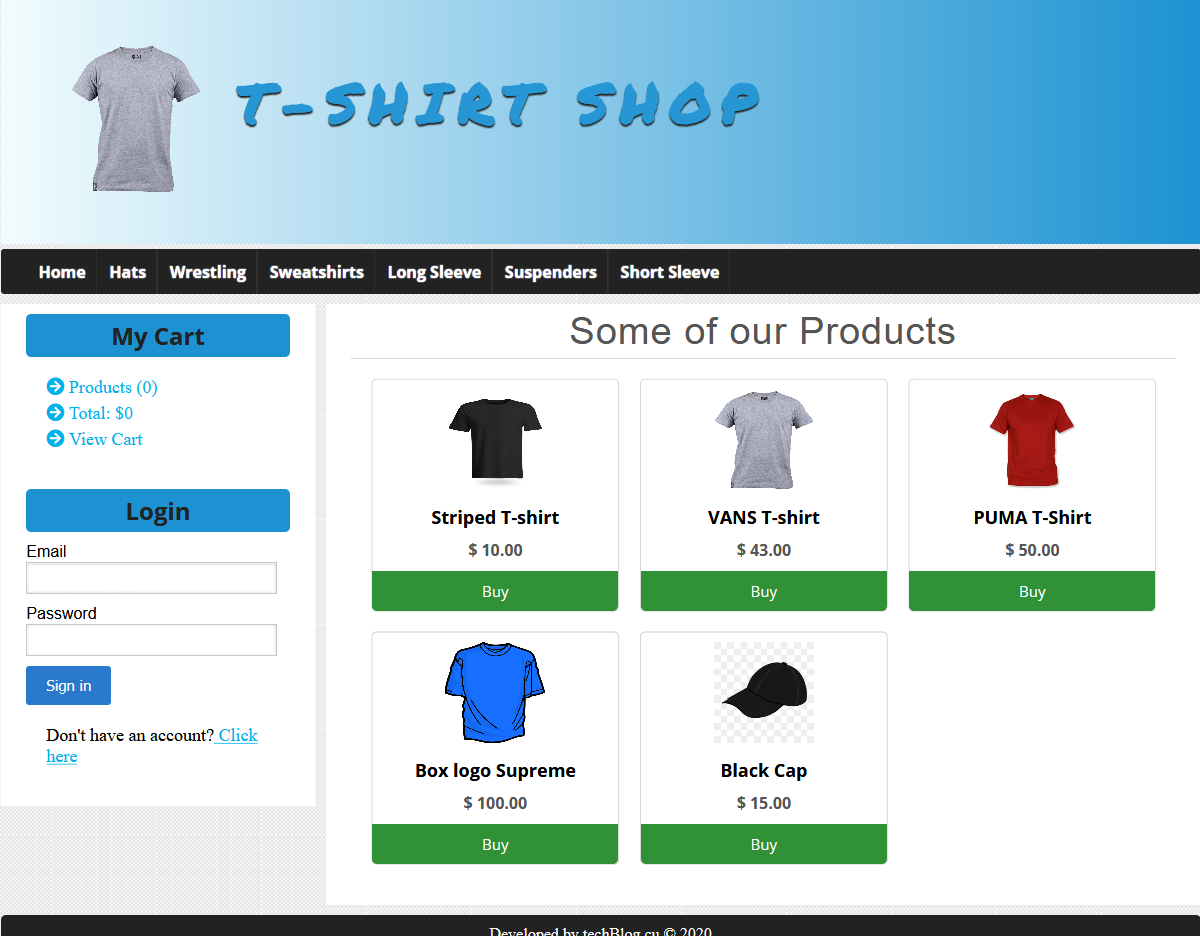 T-SHIRT SHOP
Home Hats Wrestling Sweatshirts Long Sleeve Suspenders Short Sleeve
My Cart
Products (0)
Total: $0
View Cart
Login
Email
Password
Sign in
Don't have an account? Click
here
Some of our Products
Striped T-shirt
$ 10.00
Buy
VANS T-shirt
$ 43.00
Buy
PUMA T-Shirt
$ 50.00
Buy
Box logo Supreme
$ 100.00
Buy
Black Cap
$ 15.00
Buy
Developed by techBlog.cu © 2020